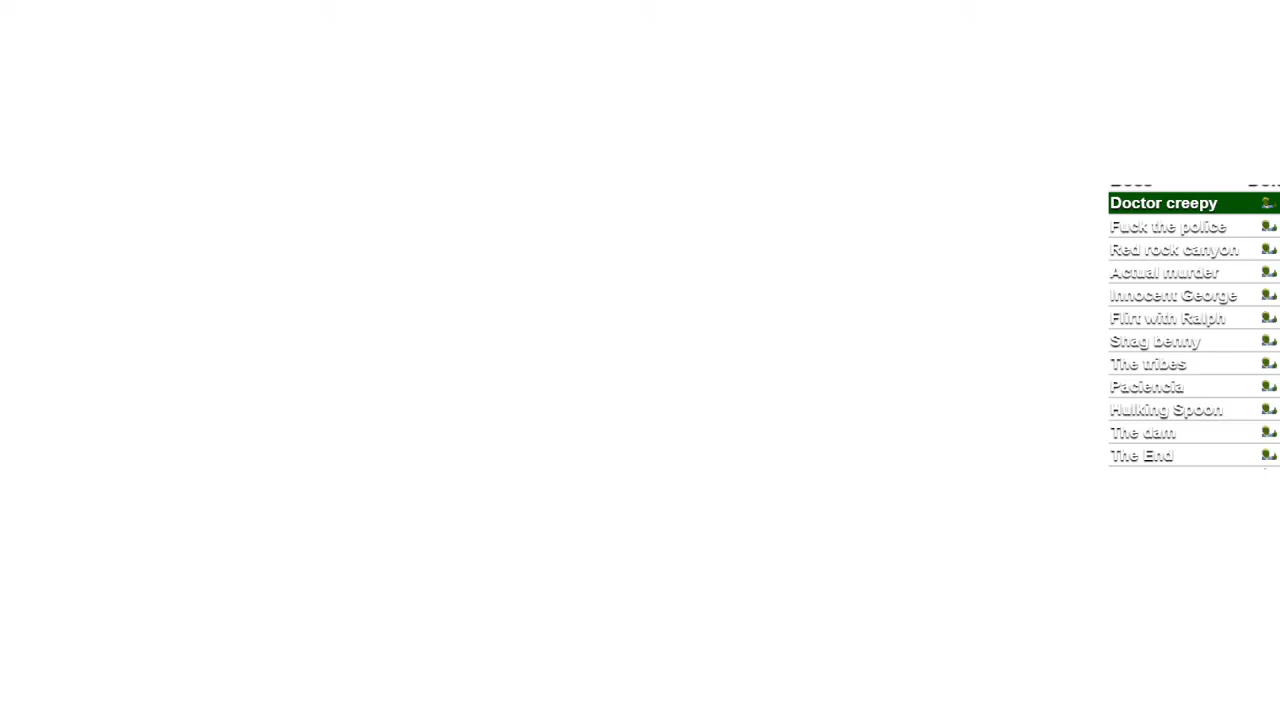 Doctor creepy
Fuck the police
Red rock canyon
Actual murder
Innocent George
Flirt with Ralph
Shag benny
The tribes
Paciencia
Hulking Spoon
The dam
The End